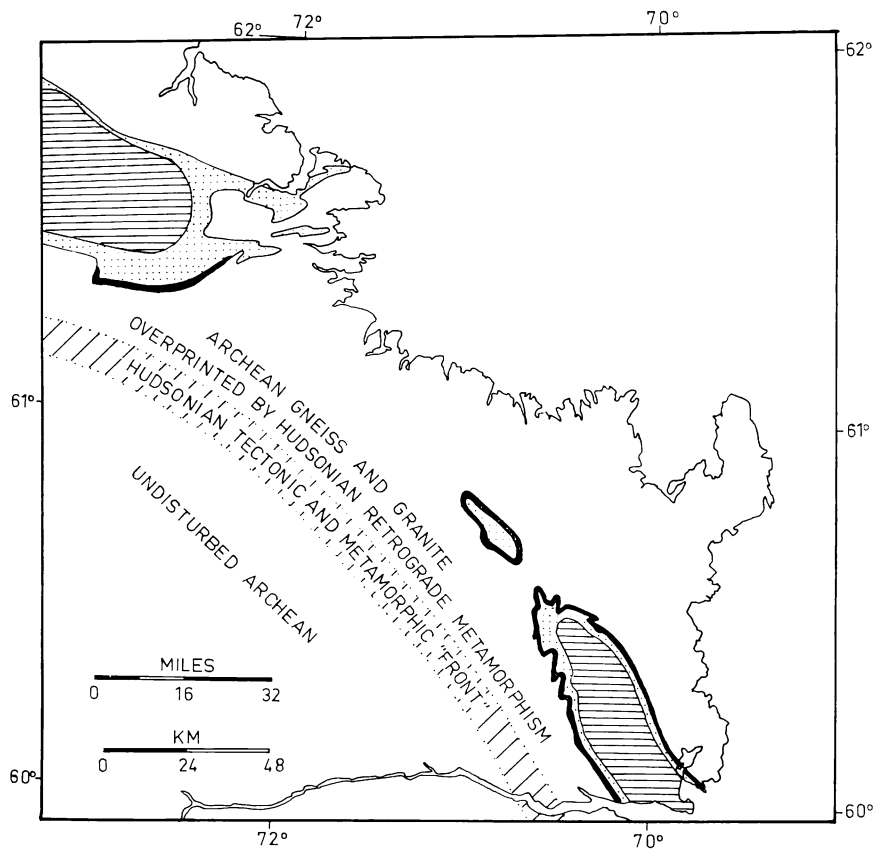 72°
70°
62°
62°
ARCHEAN GNEISS AND GRANITE
OVERPRINTED BY HUDSONIAN RETROGRADE METAMORPHISM
HUDSONIAN TECTONIC AND METAMORPHIC "FRONT"
UNDISTURBED ARCHEAN
61°
61°
MILES
0 16 32
KM
0 24 48
60°
60°
72°
70°